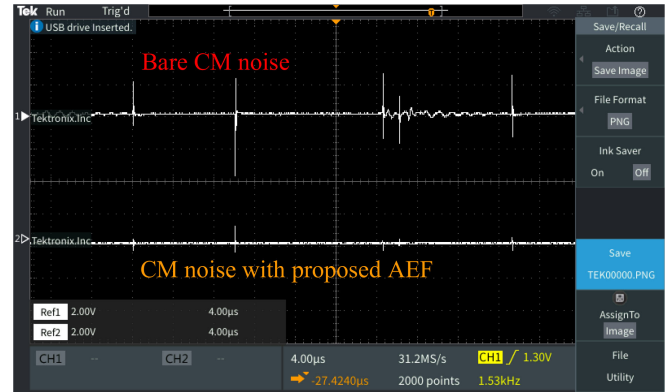 Tek Run Trig'd
USB drive Inserted.
Save/Recall
Action
Save Image
File Format
PNG
Ink Saver
On Off
Save
TEK00000.PNG
AssignTo
Image
File
Utility
Bare CM noise
1 Tektronix.Inc
2 Tektronix.Inc
CM noise with proposed AEF
Ref1 2.00V 4.00µs
Ref2 2.00V 4.00µs
CH1 -- CH2 -- 4.00µs 31.2MS/s CH1 / 1.30V
-27.4240µs 2000 points 1.53kHz